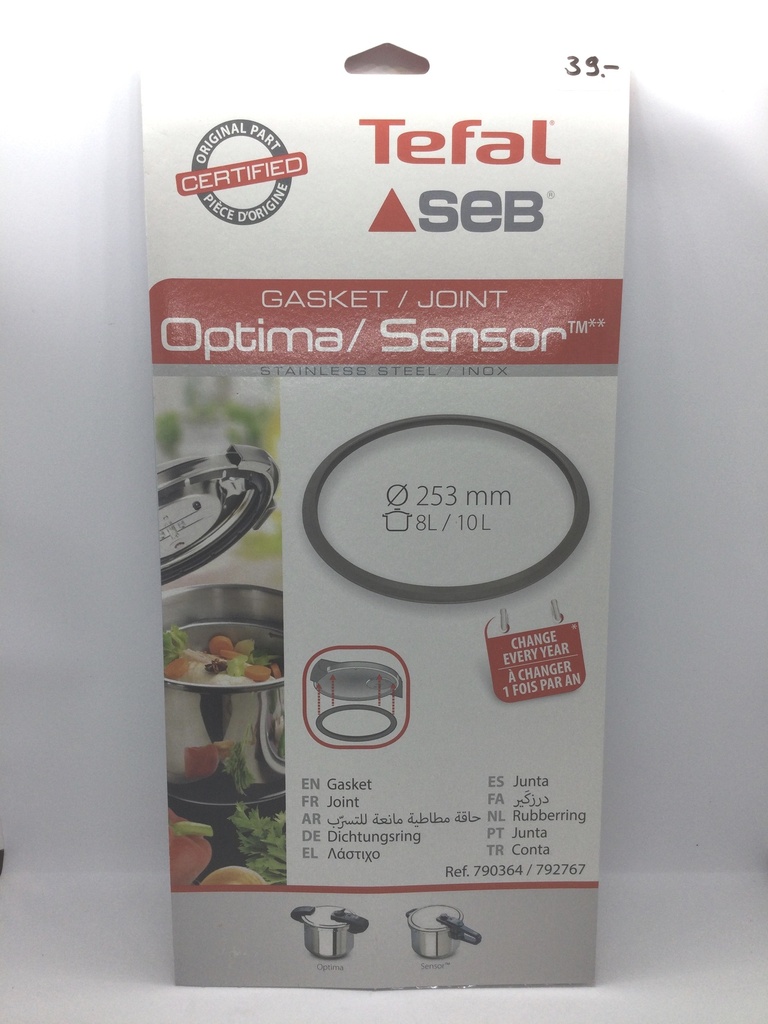 39.-
ORIGINAL PART
CERTIFIED
PIÈCE D'ORIGINE
Tefal®
SEB®
GASKET / JOINT
Optima/ Sensor™**
STAINLESS STEEL / INOX
Ø 253 mm
8L / 10L
CHANGE
EVERY YEAR*
À CHANGER
1 FOIS PAR AN
EN Gasket
FR Joint
AR حاقة مطاطية مانعة للتسرّب
DE Dichtungsring
EL Λάστιχο
ES Junta
FA درزگیر
NL Rubberring
PT Junta
TR Conta
Ref. 790364 / 792767
Optima
Sensor™